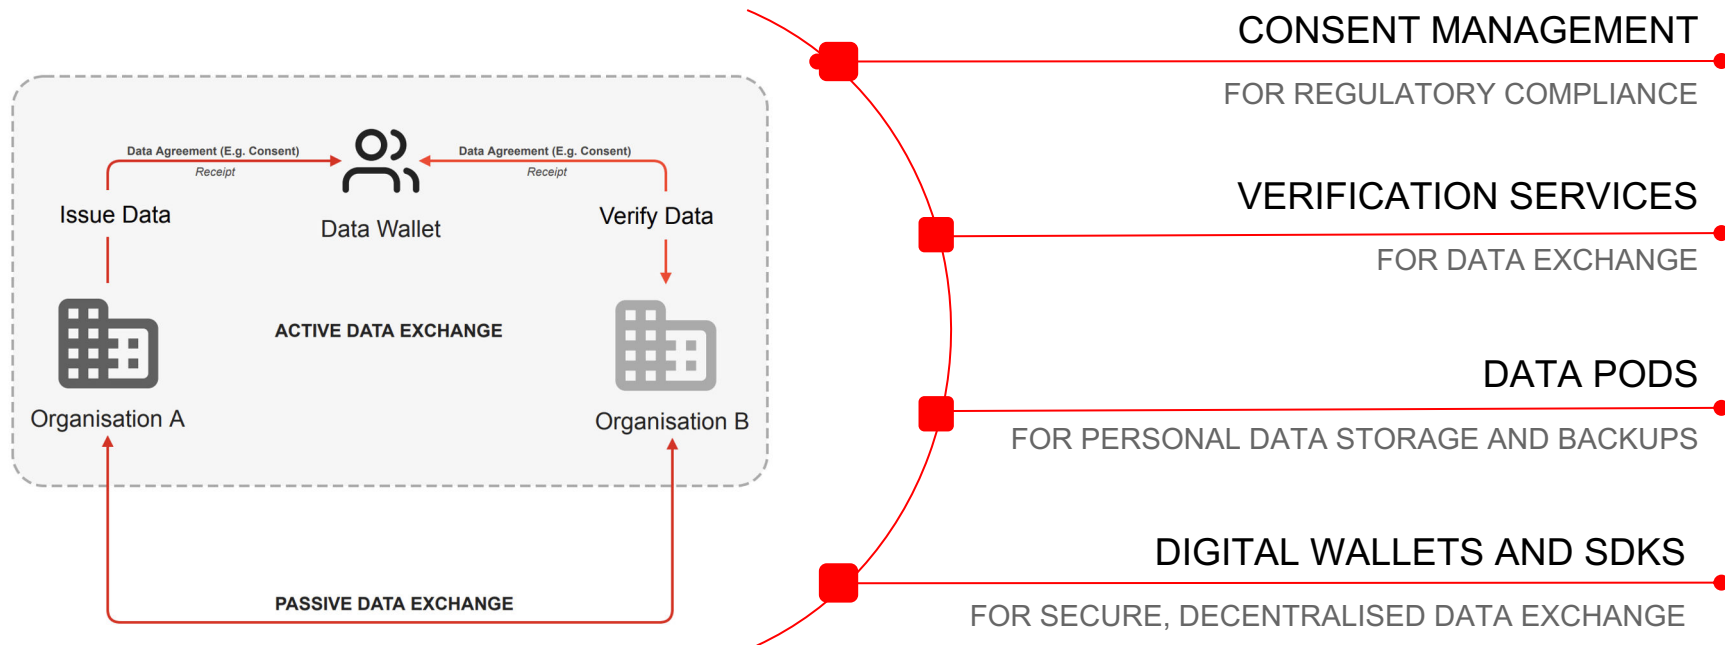 Data Agreement (E.g. Consent)
Receipt
Data Agreement (E.g. Consent)
Receipt
Issue Data
Data Wallet
Verify Data
ACTIVE DATA EXCHANGE
Organisation A
Organisation B
PASSIVE DATA EXCHANGE
CONSENT MANAGEMENT
FOR REGULATORY COMPLIANCE
VERIFICATION SERVICES
FOR DATA EXCHANGE
DATA PODS
FOR PERSONAL DATA STORAGE AND BACKUPS
DIGITAL WALLETS AND SDKS
FOR SECURE, DECENTRALISED DATA EXCHANGE